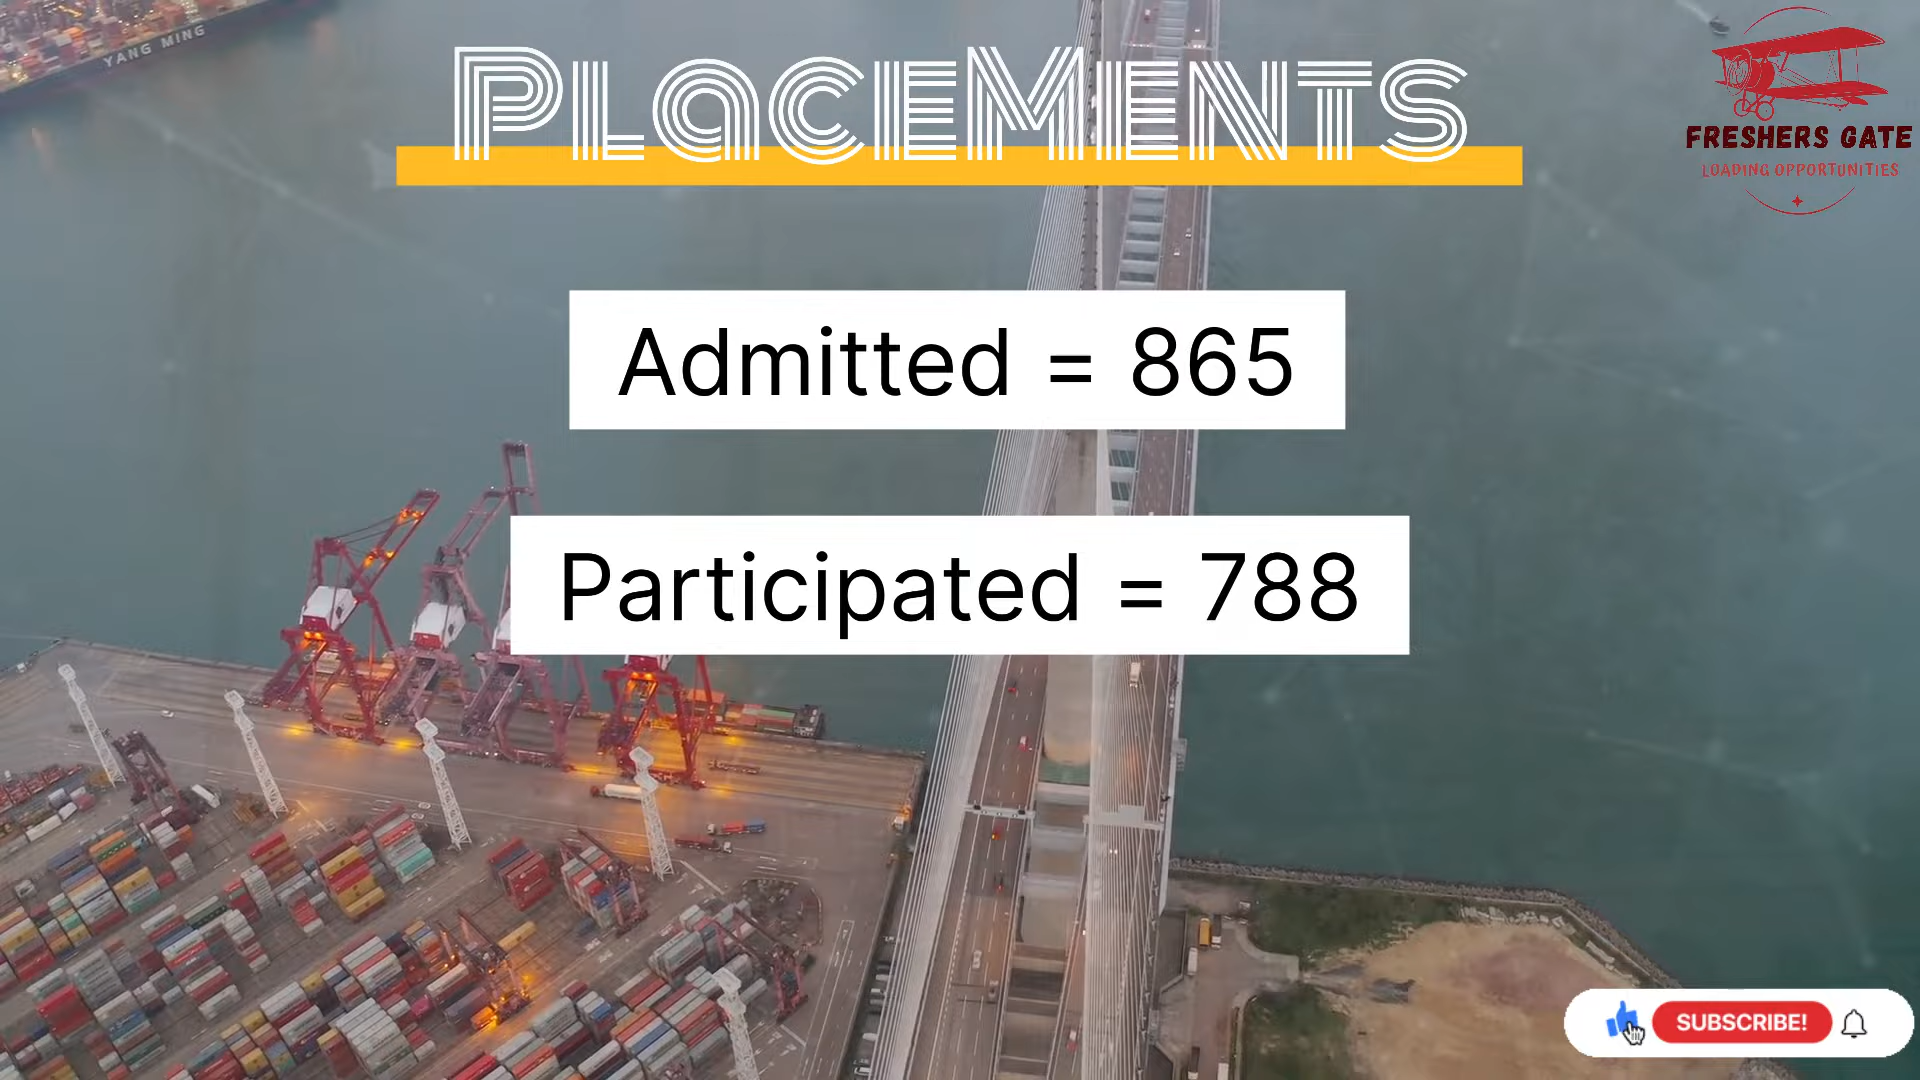 YANG MING
PLaCEMENTS
FRESHERS GATE
LOADING OPPORTUNITIES
Admitted = 865
Participated = 788
SUBSCRIBE!